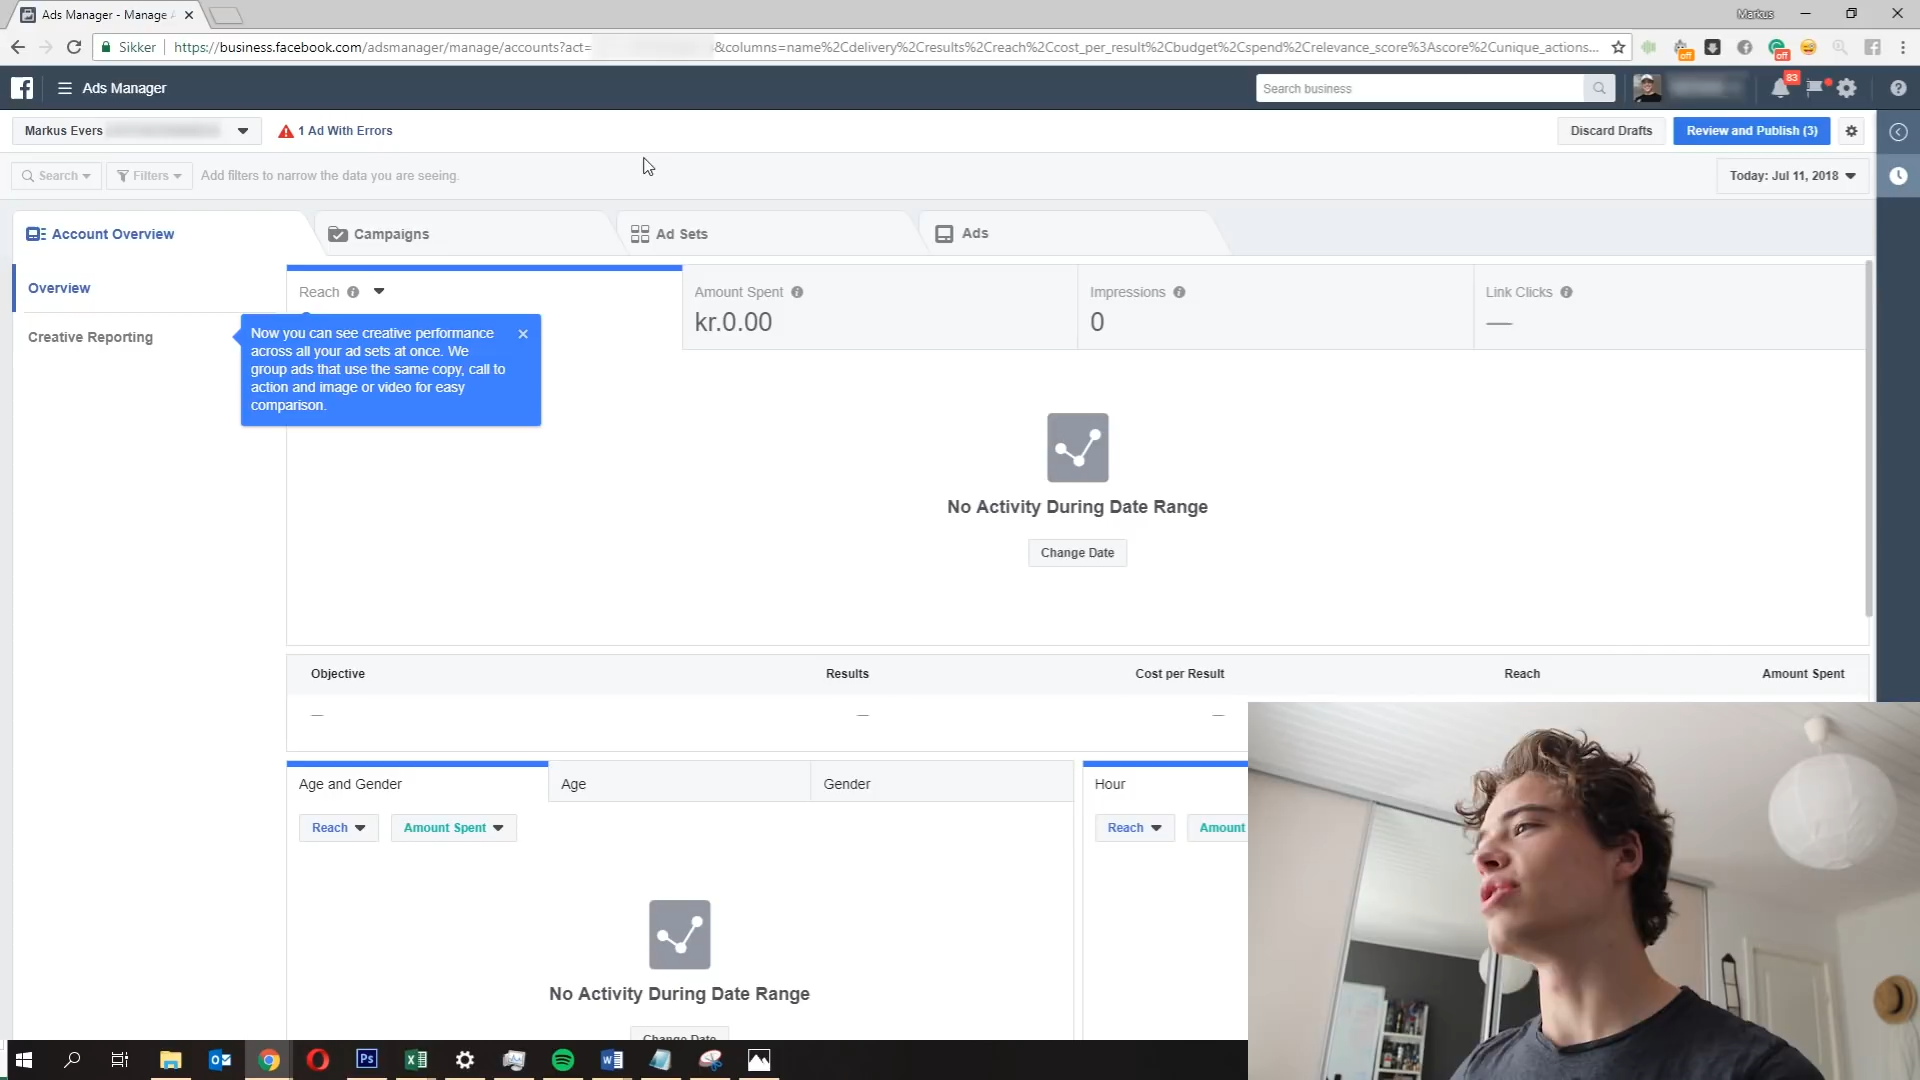 Ads Manager - Manage
Markus
Sikker
https://business.facebook.com/adsmanager/manage/accounts?act=
&columns=name%2Cdelivery%2Cresults%2Creach%2Ccost_per_result%2Cbudget%2Cspend%2Crelevance_score%3Ascore%2Cunique_actions...
off
off
Ads Manager
Search business
83
Markus Evers
1 Ad With Errors
Discard Drafts
Review and Publish (3)
Search
Filters
Add filters to narrow the data you are seeing.
Today: Jul 11, 2018
Account Overview
Campaigns
Ad Sets
Ads
Overview
Creative Reporting
Reach
Amount Spent
kr.0.00
Impressions
0
Link Clicks
—
Now you can see creative performance
across all your ad sets at once. We
group ads that use the same copy, call to
action and image or video for easy
comparison.
No Activity During Date Range
Change Date
Objective
Results
Cost per Result
Reach
Amount Spent
—
—
—
Age and Gender
Age
Gender
Hour
Reach
Amount Spent
Reach
Amount
No Activity During Date Range
Change Date